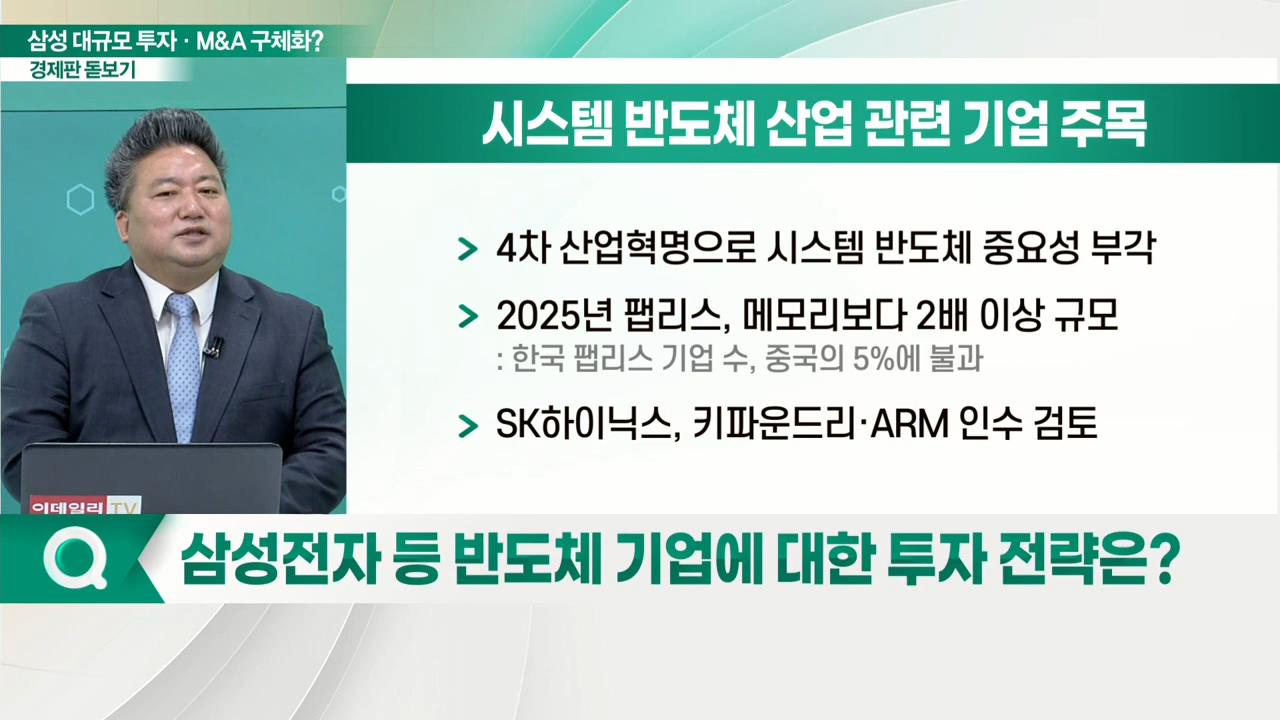 삼성 대규모 투자 · M&A 구체화?
경제판 돋보기
시스템 반도체 산업 관련 기업 주목
4차 산업혁명으로 시스템 반도체 중요성 부각
2025년 팹리스, 메모리보다 2배 이상 규모
: 한국 팹리스 기업 수, 중국의 5%에 불과
SK하이닉스, 키파운드리·ARM 인수 검토
이데일리 TV
Q 삼성전자 등 반도체 기업에 대한 투자 전략은?